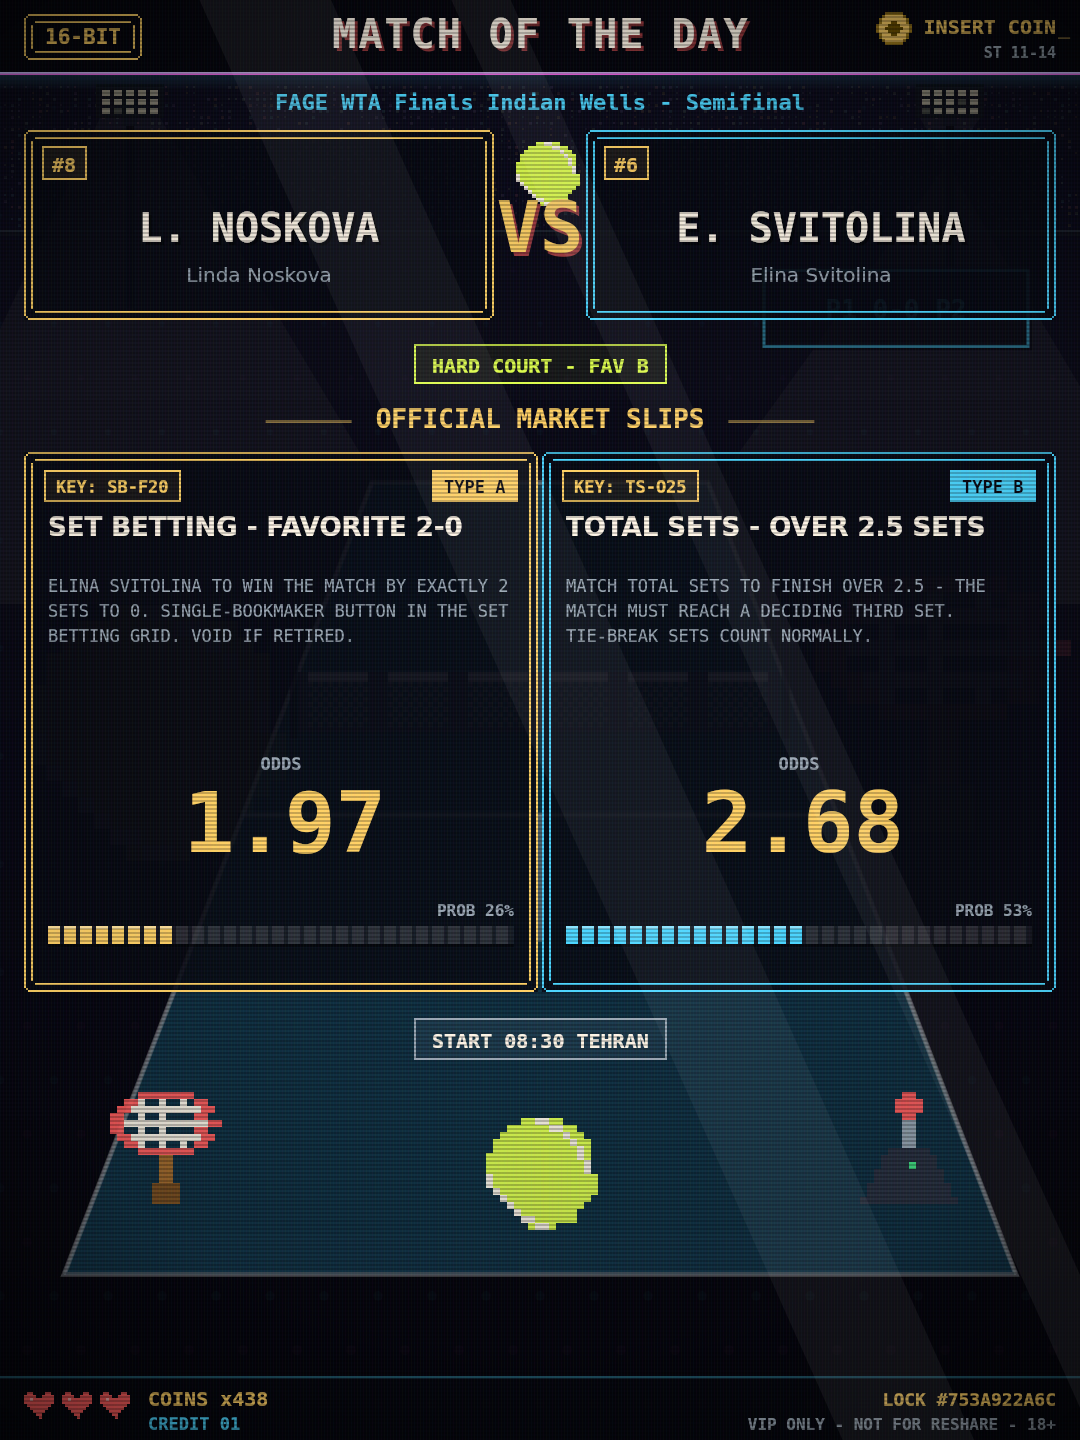 16-BIT
MATCH OF THE DAY
INSERT COIN_
ST 11-14
FAGE WTA Finals Indian Wells - Semifinal
#8
L. NOSKOVA
Linda Noskova
VS
#6
E. SVITOLINA
Elina Svitolina
P1 0-0 P2
HARD COURT - FAV B
OFFICIAL MARKET SLIPS
KEY: SB-F20
TYPE A
SET BETTING - FAVORITE 2-0
ELINA SVITOLINA TO WIN THE MATCH BY EXACTLY 2
SETS TO 0. SINGLE-BOOKMAKER BUTTON IN THE SET
BETTING GRID. VOID IF RETIRED.
ODDS
1.97
PROB 26%
KEY: TS-O25
TYPE B
TOTAL SETS - OVER 2.5 SETS
MATCH TOTAL SETS TO FINISH OVER 2.5 - THE
MATCH MUST REACH A DECIDING THIRD SET.
TIE-BREAK SETS COUNT NORMALLY.
ODDS
2.68
PROB 53%
START 08:30 TEHRAN
COINS x438
CREDIT 01
LOCK #753A922A6C
VIP ONLY - NOT FOR RESHARE - 18+